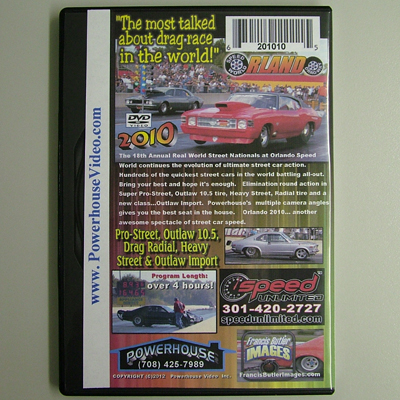 "The most talked
about drag race
in the world!"
6
201010
5
ORLANDO
DVD
VIDEO
2010
www.PowerhouseVideo.com
The 18th Annual Real World Street Nationals at Orlando Speed
World continues the evolution of ultimate street car action.
Hundreds of the quickest street cars in the world battling all-out.
Bring your best and hope it's enough. Elimination round action in
Super Pro-Street, Outlaw 10.5 tire, Heavy Street, Radial tire and a
new class...Outlaw Import. Powerhouse's multiple camera angles
gives you the best seat in the house. Orlando 2010... another
awesome spectacle of street car speed.
Pro-Street, Outlaw 10.5,
Drag Radial, Heavy
Street & Outlaw Import
Program Length:
over 4 hours!
speed
UNLIMITED
301-420-2727
speedunlimited.com
POWERHOUSE
(708) 425-7989
Francis Butler
IMAGES
FrancisButlerImages.com
COPYRIGHT (C)2012 Powerhouse Video Inc.